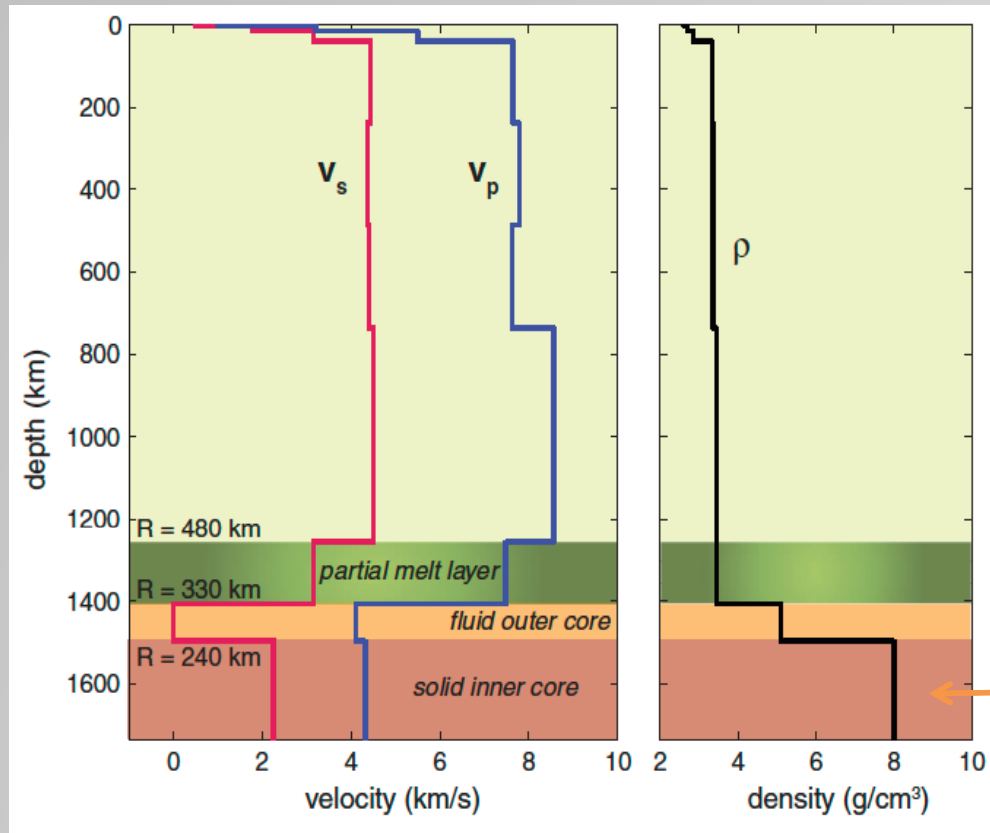 0
200
400
600
800
1000
1200
1400
1600
depth (km)
V_s
V_p
R = 480 km
partial melt layer
R = 330 km
fluid outer core
R = 240 km
solid inner core
0 2 4 6 8 10
velocity (km/s)
ρ
2 4 6 8 10
density (g/cm³)